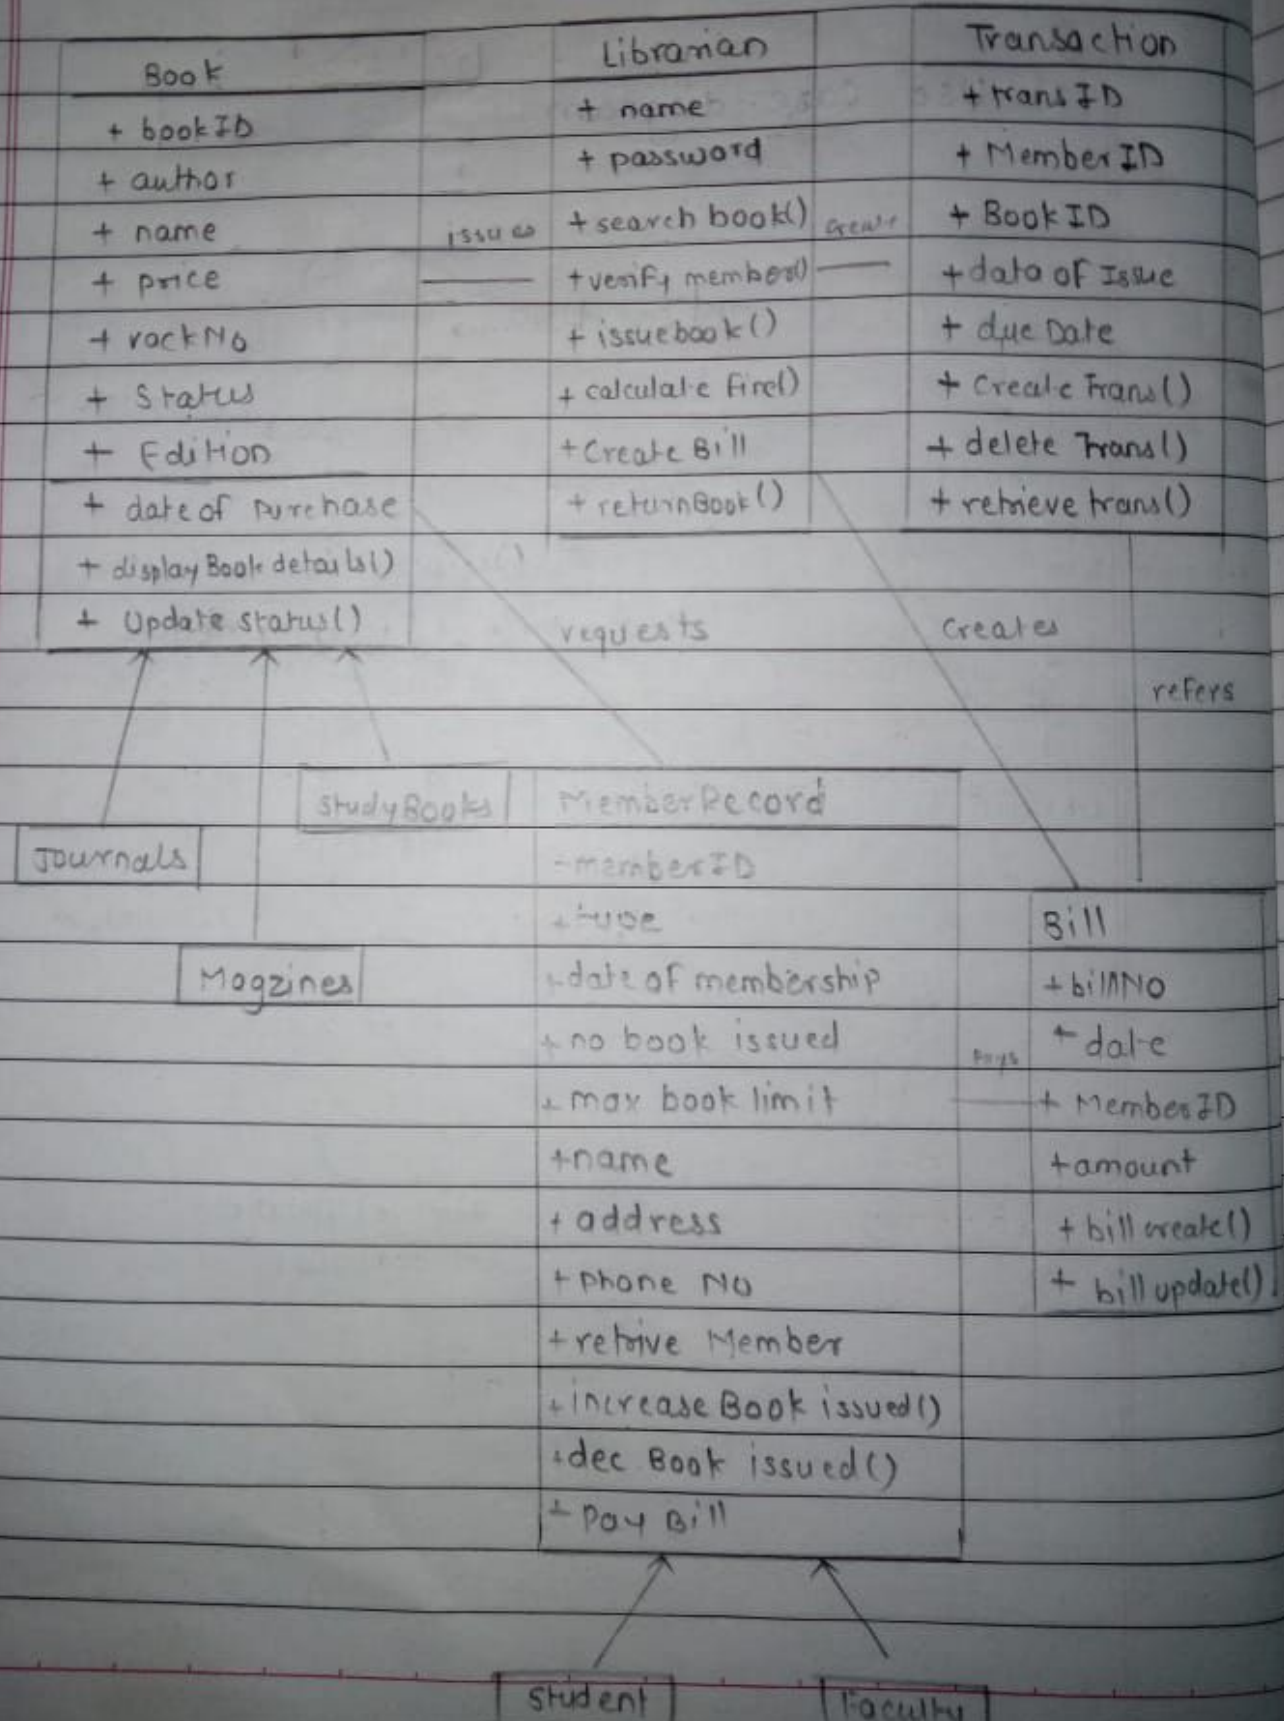 Book
+ bookID
+ author
+ name
+ price
+ rackNo
+ Status
+ Edition
+ date of purchase
+ display Book details()
+ Update status()
issues
Librarian
+ name
+ password
+ search book()
+ verify member()
+ issuebook()
+ calculate fine()
+ Create Bill
+ returnBook()
Create
Transaction
+ transID
+ MemberID
+ BookID
+ data of Issue
+ due Date
+ Create Trans()
+ delete Trans()
+ retrieve trans()
requests
Creates
refers
StudyBooks
Journals
Magzines
MemberRecord
-memberID
+ type
+ date of membership
+ no book issued
+ max book limit
+ name
+ address
+ Phone No
+ retrive Member
+ increase Book issued()
+ dec Book issued()
+ Pay Bill
Pays
Bill
+ billNo
+ date
+ MemberID
+ amount
+ bill create()
+ bill update()
Student
Faculty